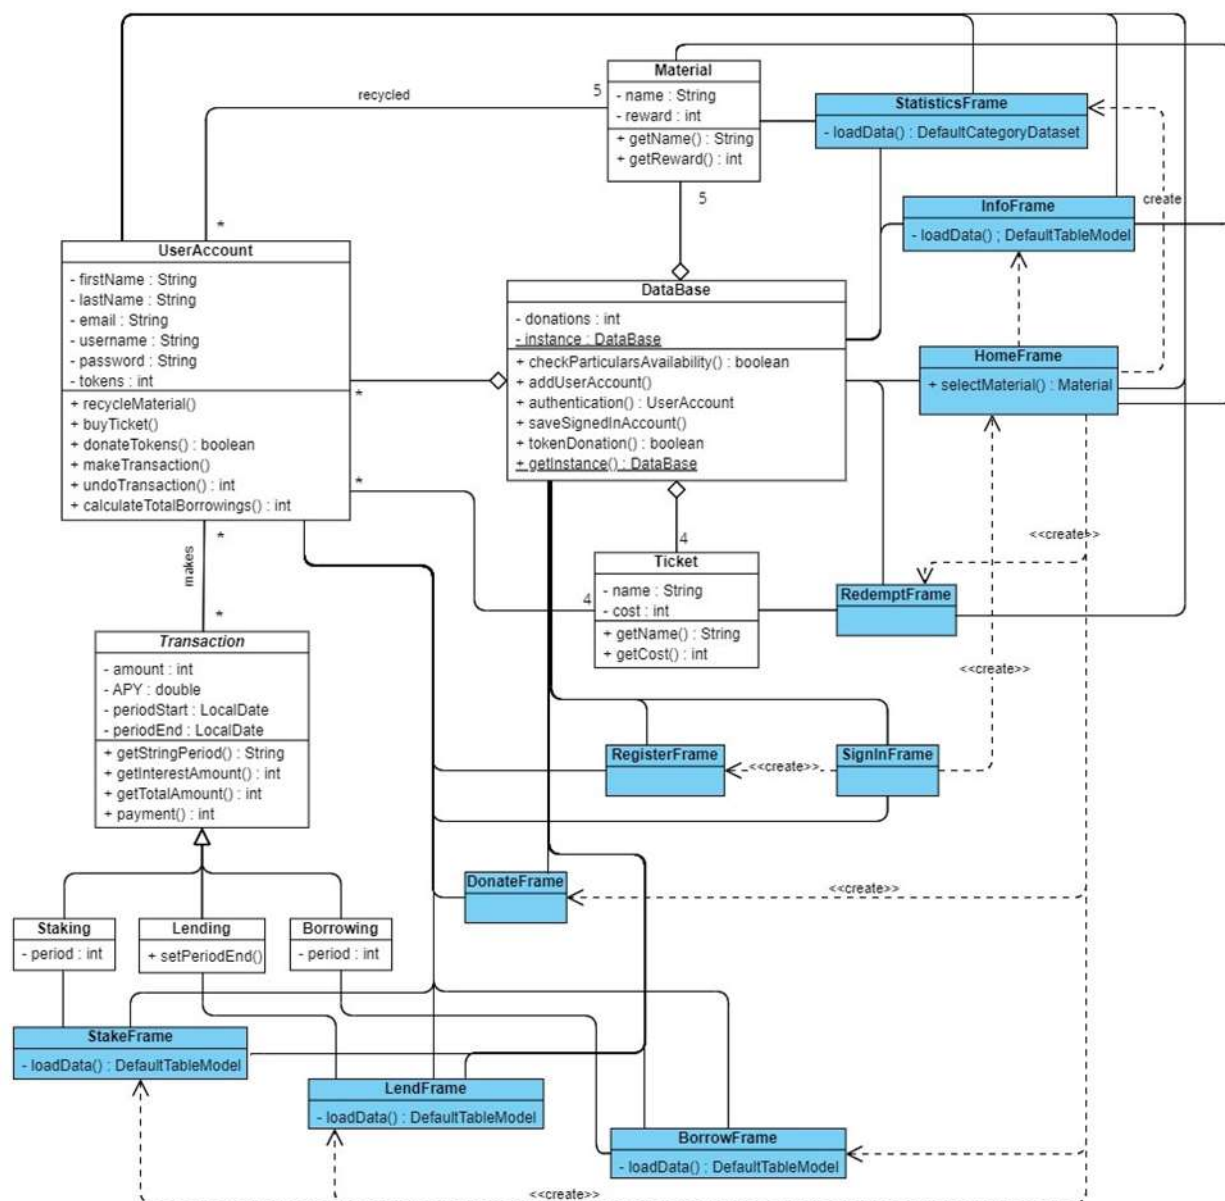 Material
- name : String
- reward : int
+ getName() : String
+ getReward() : int
recycled
5
*
5
StatisticsFrame
- loadData() : DefaultCategoryDataset
create
InfoFrame
- loadData() ; DefaultTableModel
UserAccount
- firstName : String
- lastName : String
- email : String
- username : String
- password : String
- tokens : int
+ recycleMaterial()
+ buyTicket()
+ donateTokens() : boolean
+ makeTransaction()
+ undoTransaction() : int
+ calculateTotalBorrowings() : int
*
*
DataBase
- donations : int
- instance : DataBase
+ checkParticularsAvailability() : boolean
+ addUserAccount()
+ authentication() : UserAccount
+ saveSignedInAccount()
+ tokenDonation() : boolean
+ getInstance() : DataBase
HomeFrame
+ selectMaterial() : Material
4
4
Ticket
- name : String
- cost : int
+ getName() : String
+ getCost() : int
<<create>>
RedemptFrame
<<create>>
*
makes
*
Transaction
- amount : int
- APY : double
- periodStart : LocalDate
- periodEnd : LocalDate
+ getStringPeriod() : String
+ getInterestAmount() : int
+ getTotalAmount() : int
+ payment() : int
RegisterFrame
<<create>>
SignInFrame
DonateFrame
<<create>>
Staking
- period : int
Lending
+ setPeriodEnd()
Borrowing
- period : int
StakeFrame
- loadData() : DefaultTableModel
LendFrame
- loadData() : DefaultTableModel
BorrowFrame
- loadData() : DefaultTableModel
<<create>>